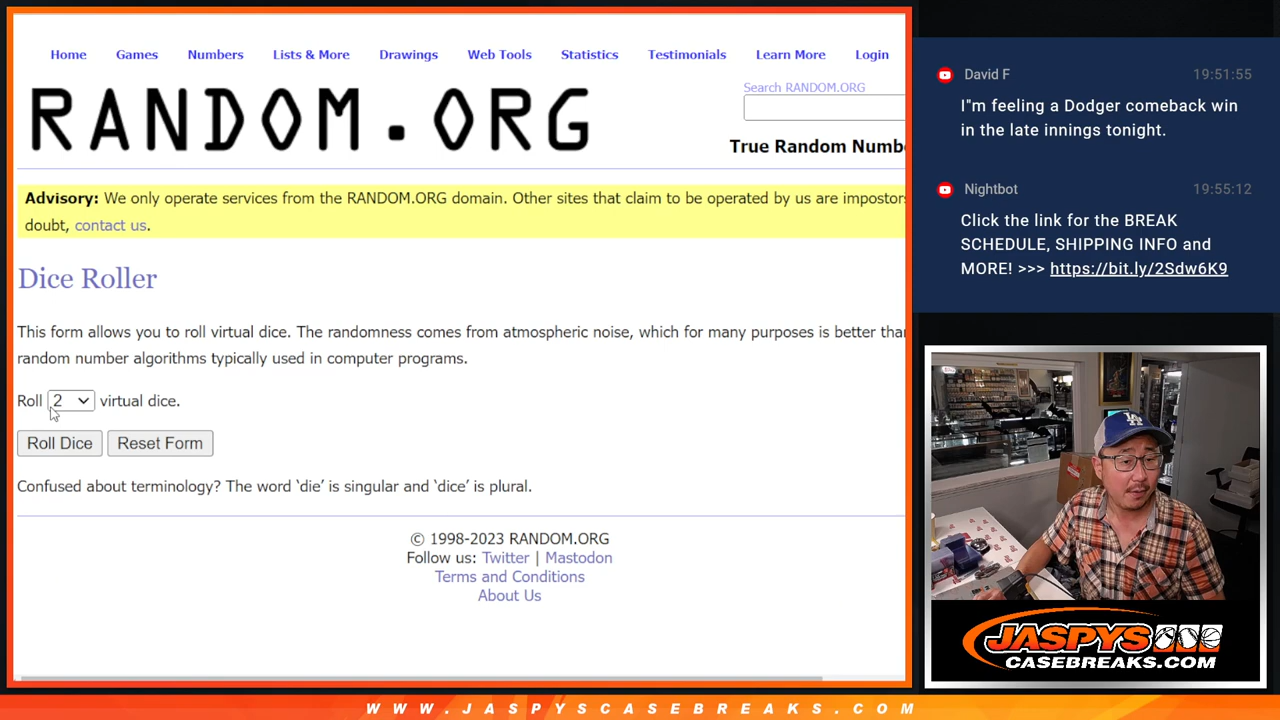 Home Games Numbers Lists & More Drawings Web Tools Statistics Testimonials Learn More Login
RANDOM.ORG
Search RANDOM.ORG
True Random Numb
Advisory: We only operate services from the RANDOM.ORG domain. Other sites that claim to be operated by us are impostors
doubt, contact us.
Dice Roller
This form allows you to roll virtual dice. The randomness comes from atmospheric noise, which for many purposes is better than
random number algorithms typically used in computer programs.
Roll 2 virtual dice.
Roll Dice Reset Form
Confused about terminology? The word ‘die’ is singular and ‘dice’ is plural.
© 1998-2023 RANDOM.ORG
Follow us: Twitter | Mastodon
Terms and Conditions
About Us
David F 19:51:55
I"m feeling a Dodger comeback win
in the late innings tonight.
Nightbot 19:55:12
Click the link for the BREAK
SCHEDULE, SHIPPING INFO and
MORE! >>> https://bit.ly/2Sdw6K9
LA
JASPYS
CASEBREAKS.COM
WWW.JASPYSCASEBREAKS.COM